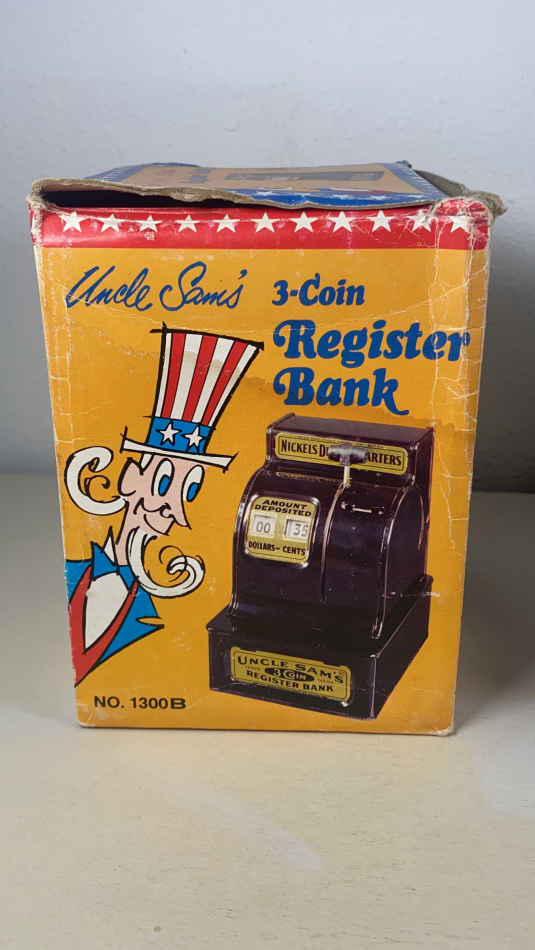 Uncle Sam's
3-Coin
Register
Bank
NICKELS D ARTERS
AMOUNT
DEPOSITED
00 35
DOLLARS - CENTS
UNCLE SAM'S
3 COIN
REGISTER BANK
NO. 1300B